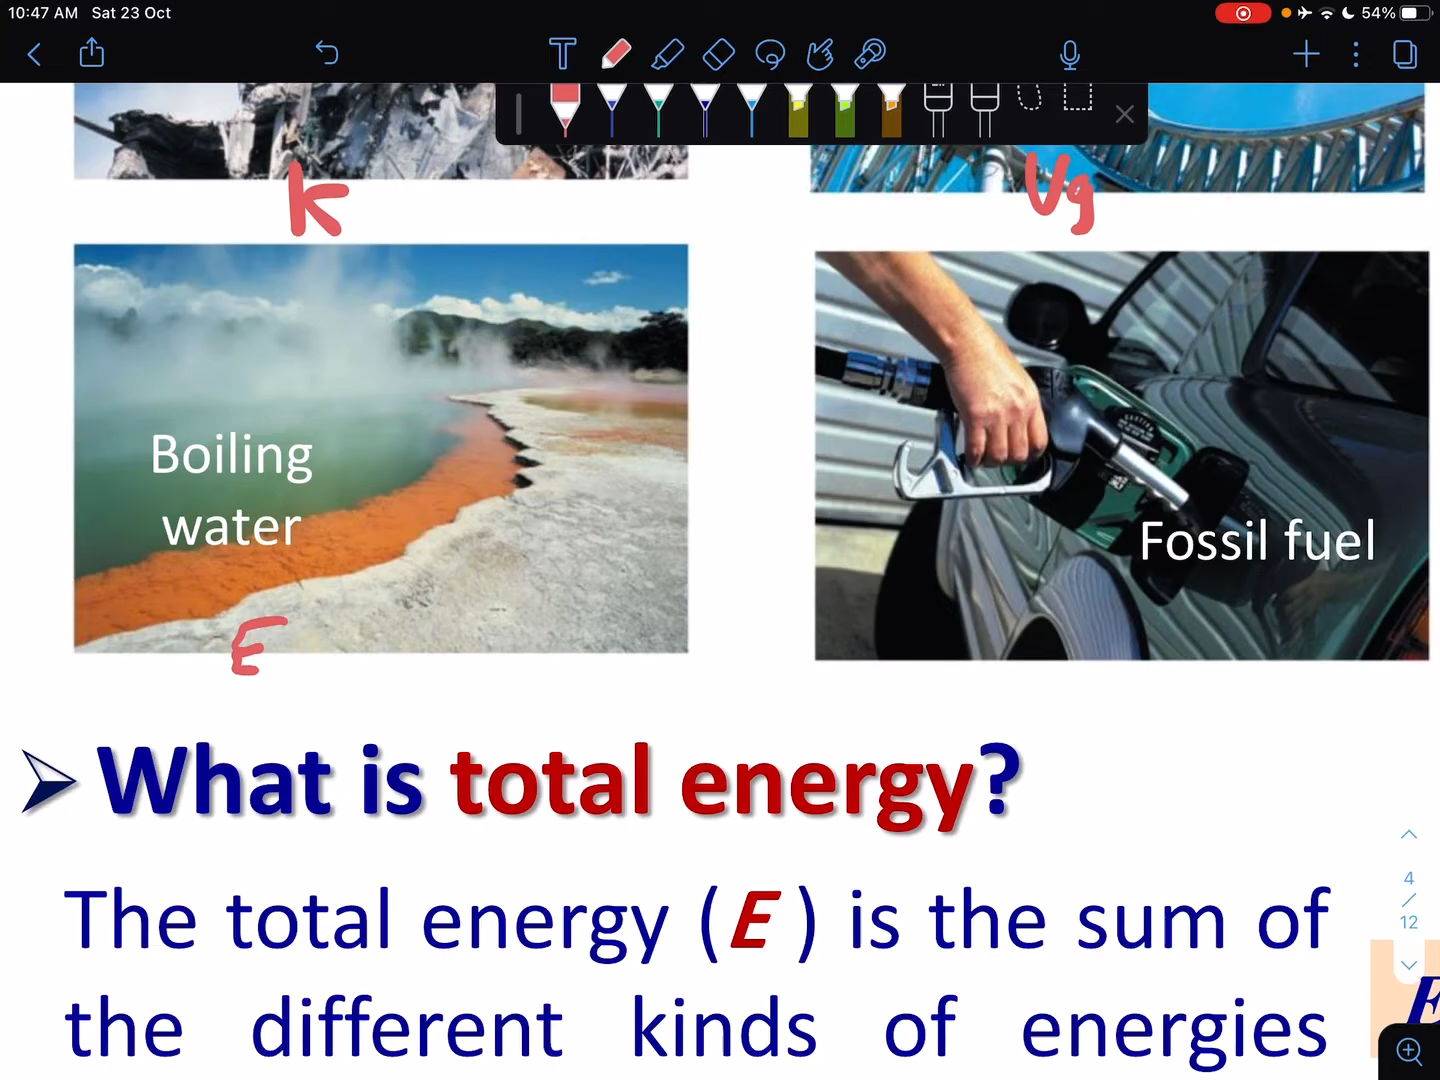 10:47 AM Sat 23 Oct
54%
T
K
Ug
Boiling
water
Fossil fuel
E
What is total energy?
The total energy (E) is the sum of
the different kinds of energies
4
/
12
E